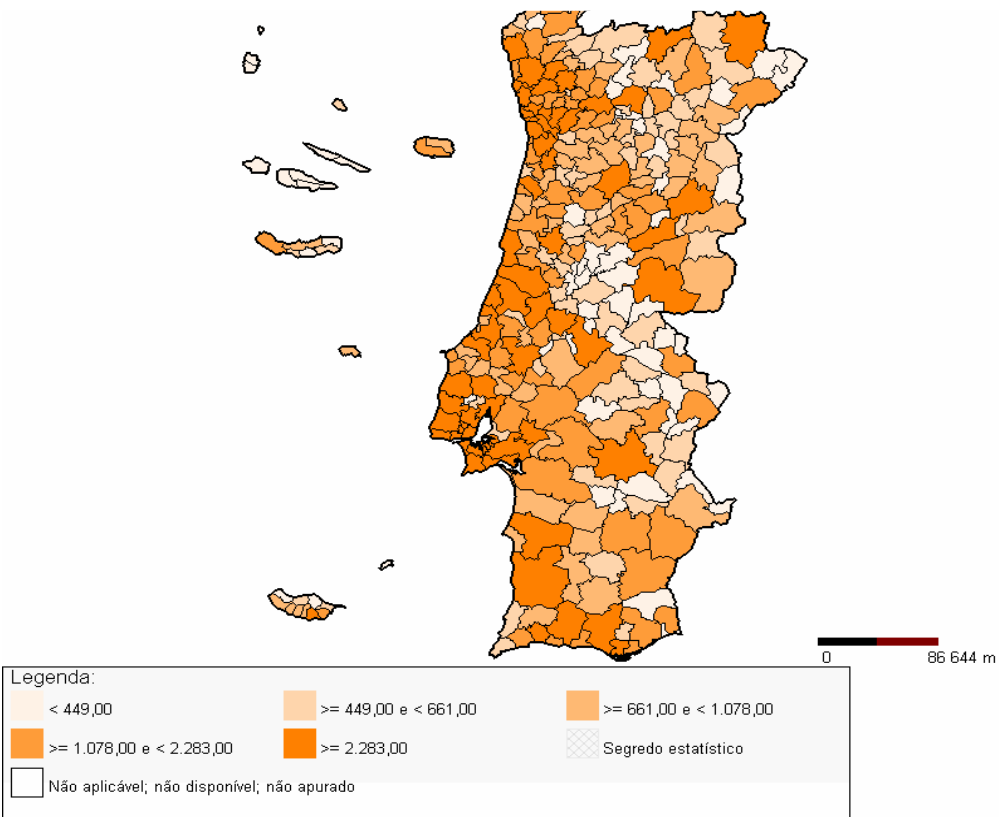 0 86 644 m
Legenda:
< 449,00 >= 449,00 e < 661,00 >= 661,00 e < 1.078,00
>= 1.078,00 e < 2.283,00 >= 2.283,00 Segredo estatístico
Não aplicável; não disponível; não apurado